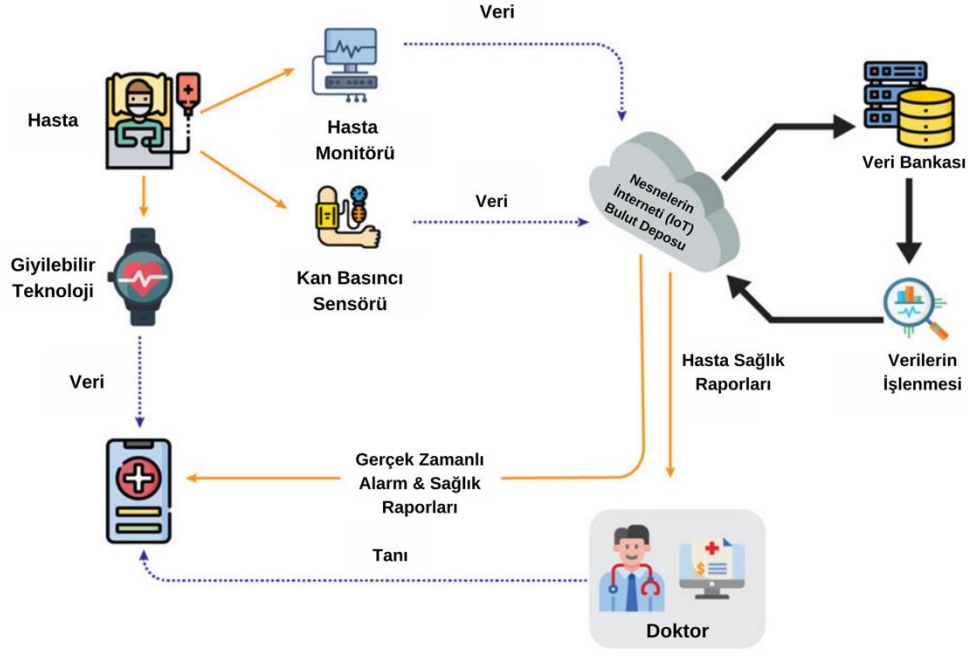 Veri
Hasta
Hasta
Monitörü
Nesnelerin
İnterneti (IoT)
Bulut Deposu
Veri Bankası
Giyilebilir
Teknoloji
Veri
Kan Basıncı
Sensörü
Veri
Hasta Sağlık
Raporları
Verilerin
İşlenmesi
Gerçek Zamanlı
Alarm & Sağlık
Raporları
Tanı
Doktor